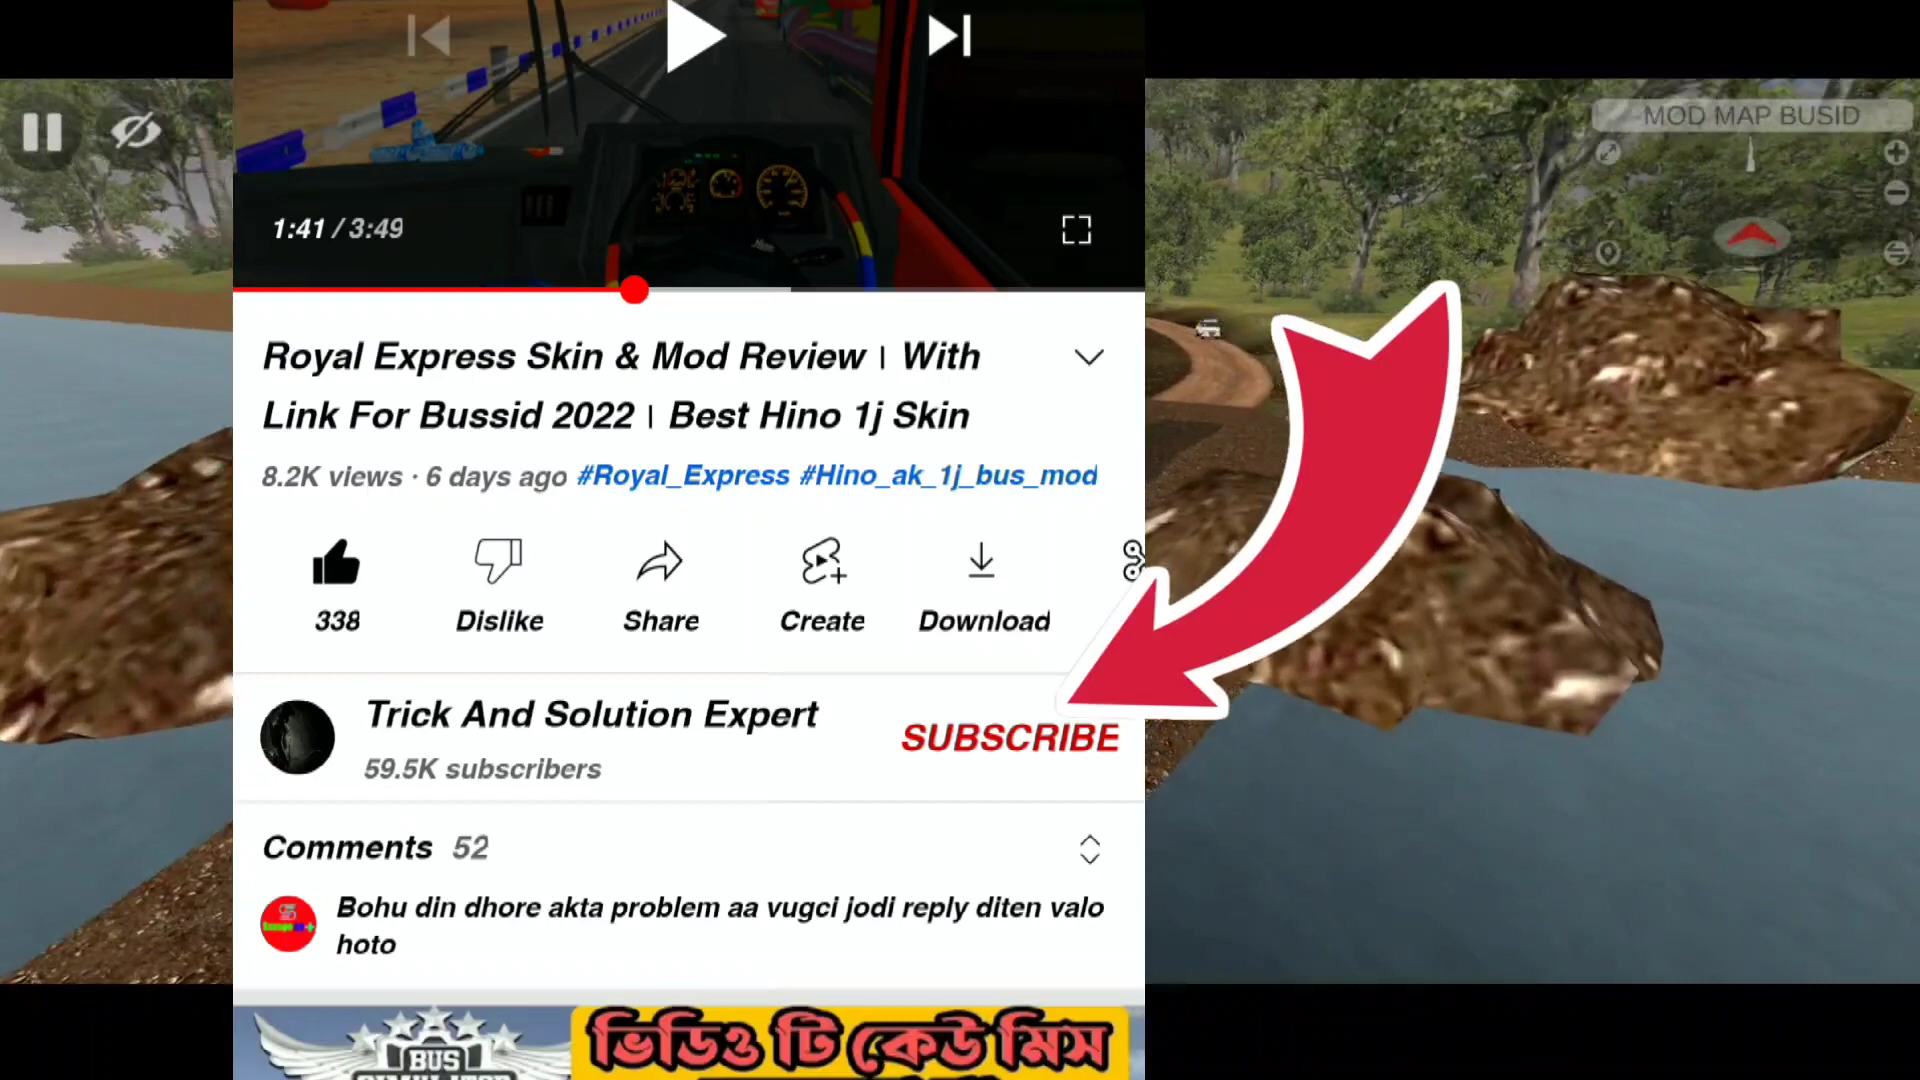 MOD MAP BUSID
1:41 / 3:49
Royal Express Skin & Mod Review | With
Link For Bussid 2022 | Best Hino 1j Skin
8.2K views · 6 days ago #Royal_Express #Hino_ak_1j_bus_mod
338
Dislike
Share
Create
Download
Trick And Solution Expert
59.5K subscribers
SUBSCRIBE
Comments 52
Bohu din dhore akta problem aa vugci jodi reply diten valo
hoto
BUS
ভিডিও টি কেউ মিস